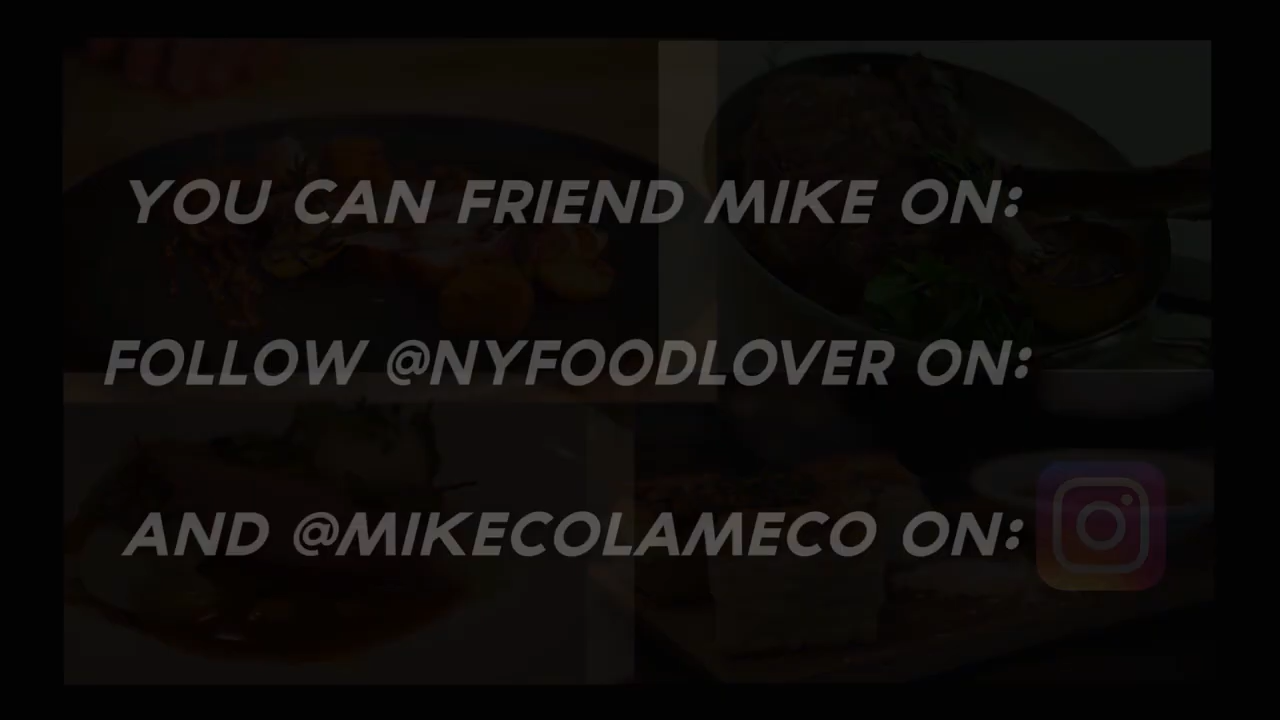 YOU CAN FRIEND MIKE ON:
FOLLOW @NYFOODLOVER ON:
AND @MIKECOLAMECO ON: